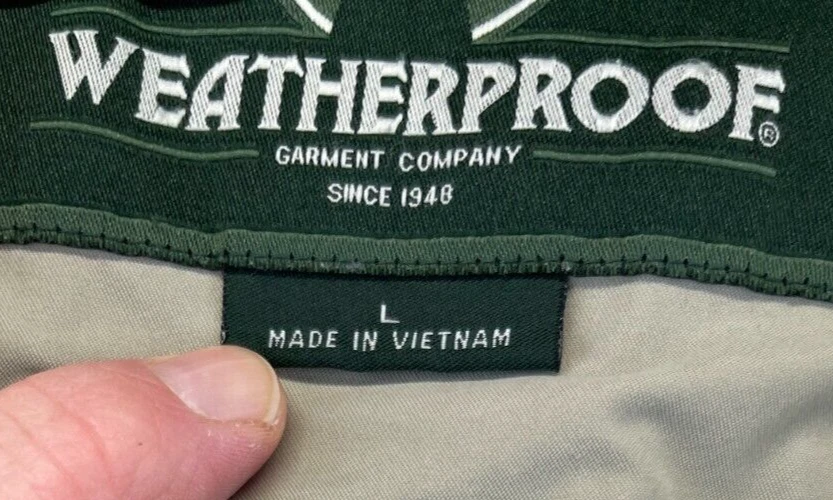 WEATHERPROOF®
GARMENT COMPANY
SINCE 1948
L
MADE IN VIETNAM